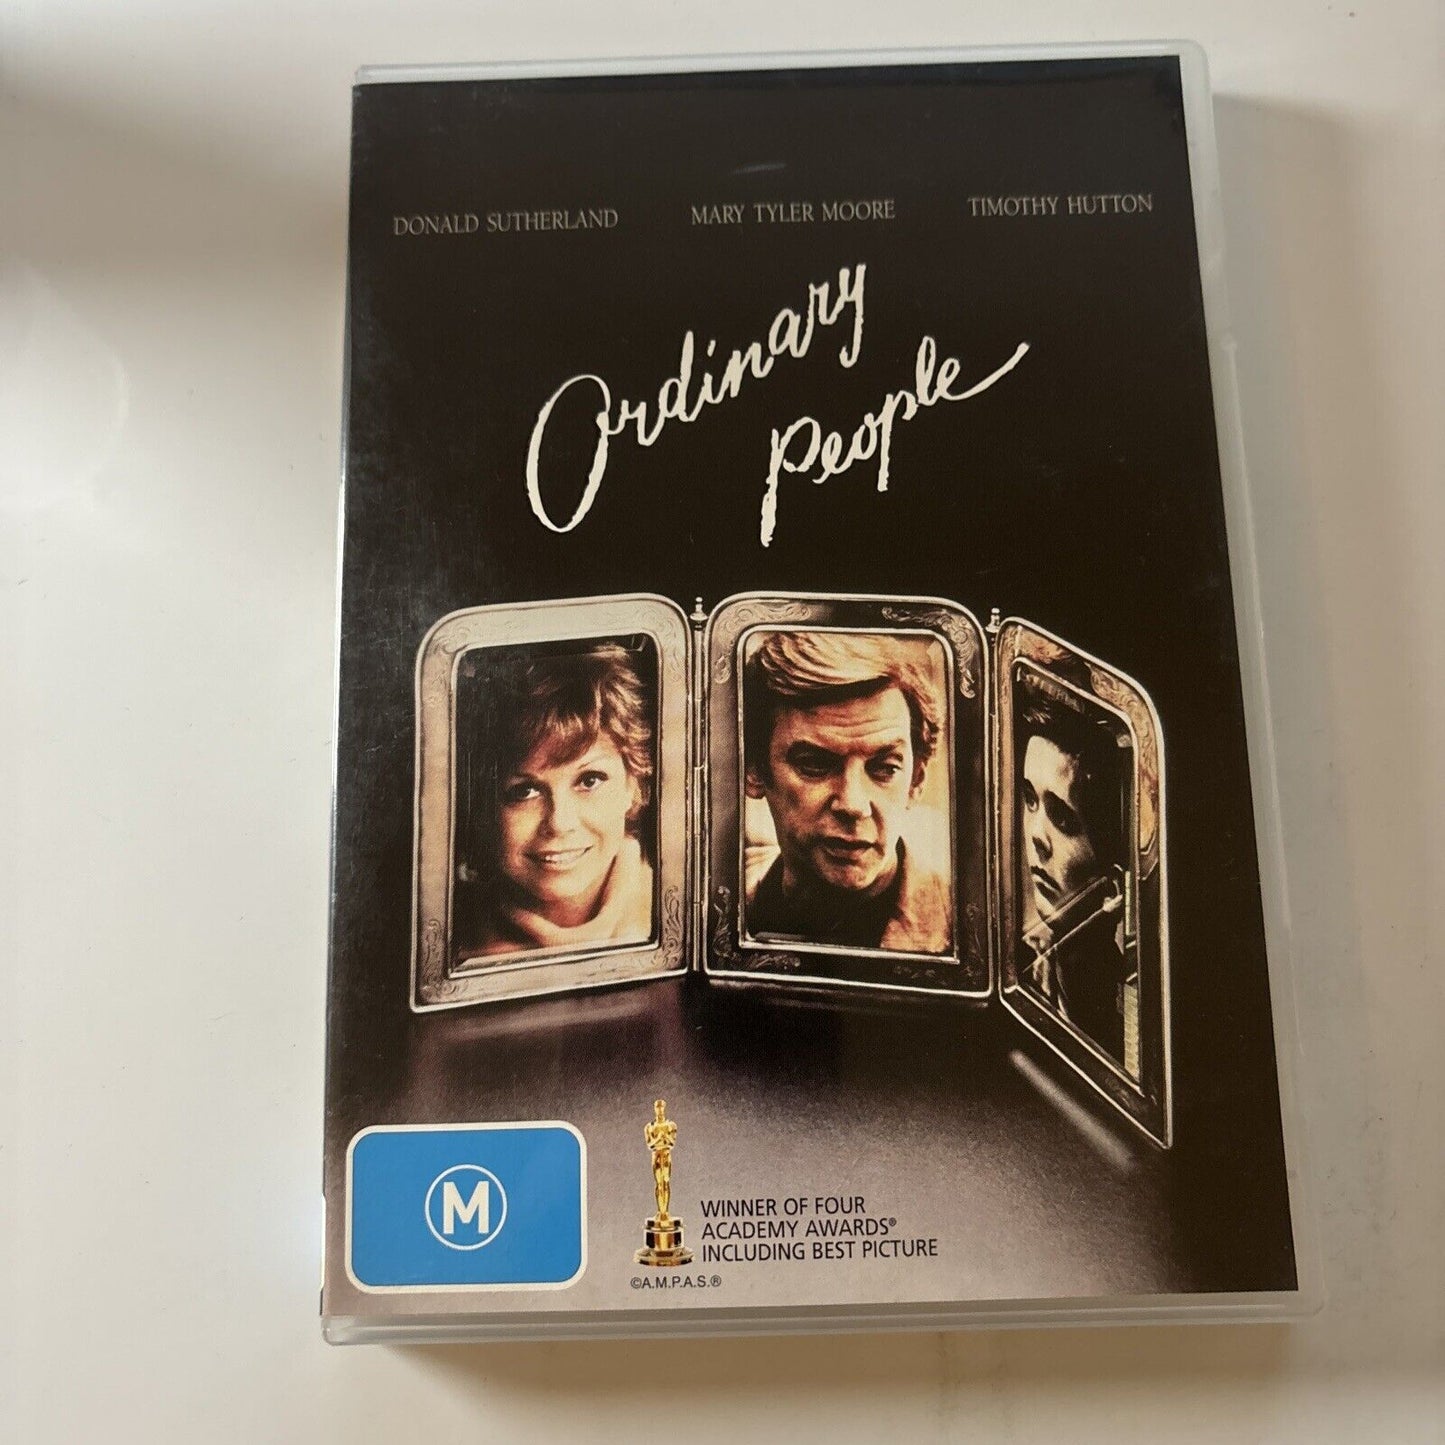 DONALD SUTHERLAND MARY TYLER MOORE TIMOTHY HUTTON
Ordinary
People
M
WINNER OF FOUR
ACADEMY AWARDS®
INCLUDING BEST PICTURE
©A.M.P.A.S.®